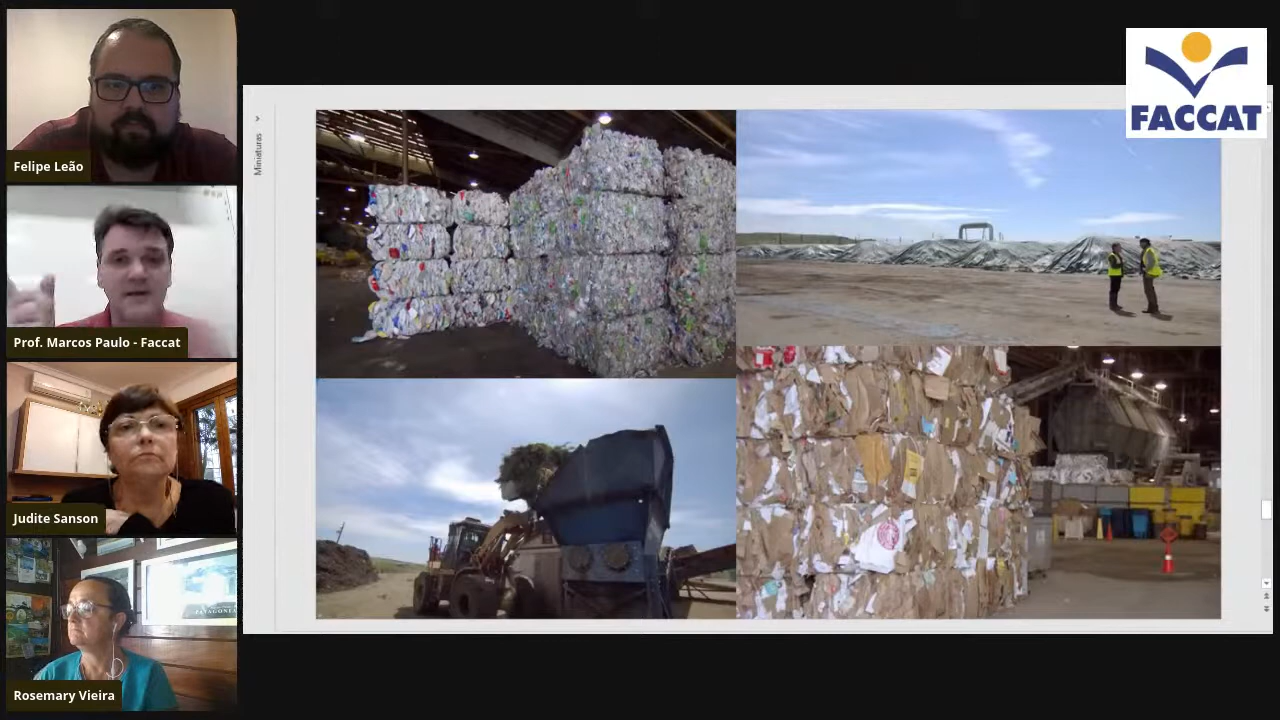 Felipe Leão
Prof. Marcos Paulo - Faccat
Judite Sanson
PATAGONIA
Rosemary Vieira
Miniaturas
FACCAT